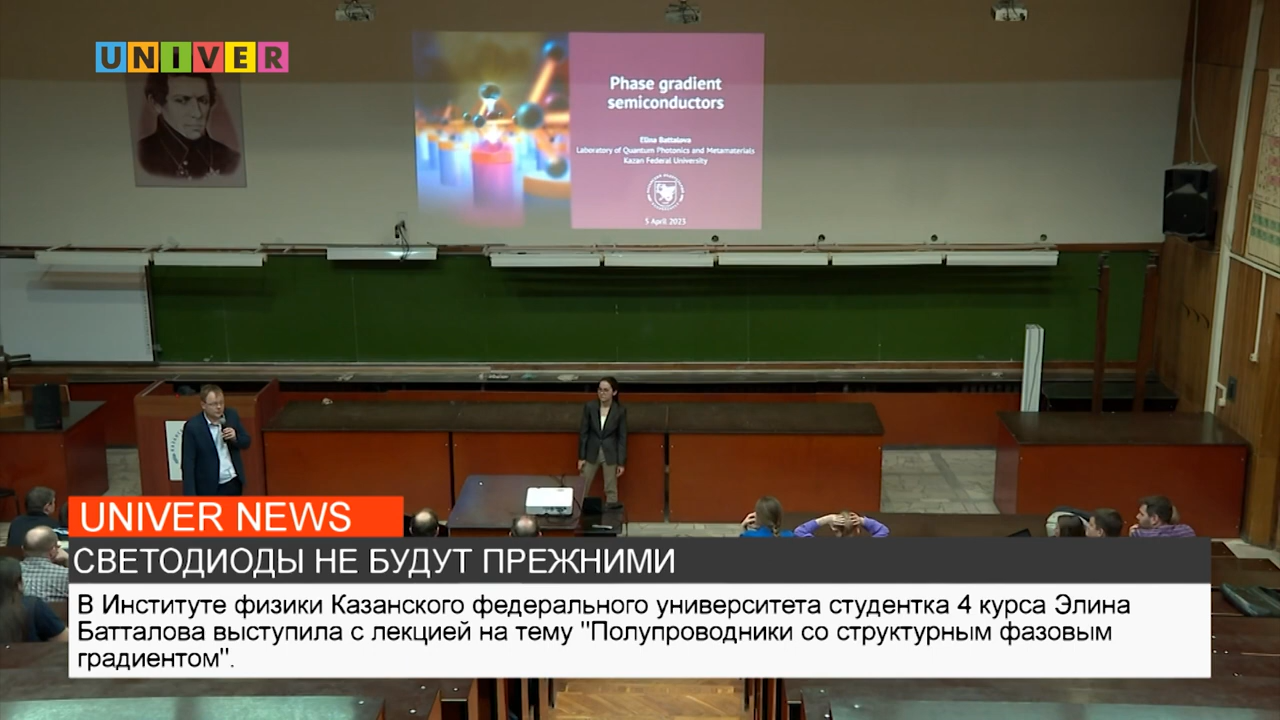 UNIVER
Phase gradient
semiconductors
Elina Battalova
Laboratory of Quantum Photonics and Metamaterials
Kazan Federal University
5 April 2023
UNIVER NEWS
СВЕТОДИОДЫ НЕ БУДУТ ПРЕЖНИМИ
В Институте физики Казанского федерального университета студентка 4 курса Элина
Батталова выступила с лекцией на тему "Полупроводники со структурным фазовым
градиентом".